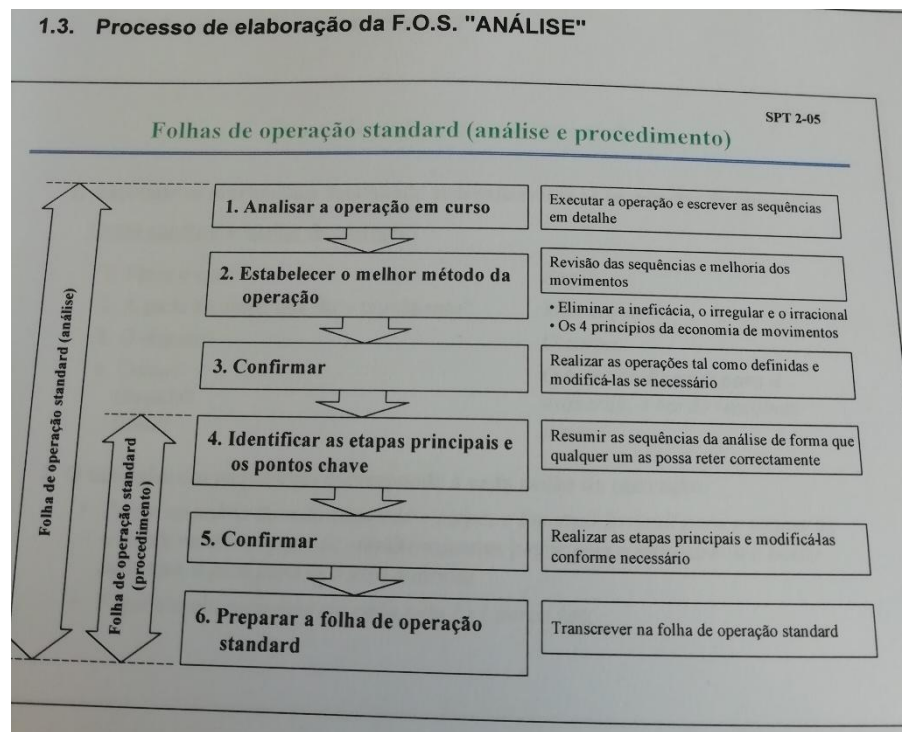 1.3. Processo de elaboração da F.O.S. "ANÁLISE"
SPT 2-05
Folhas de operação standard (análise e procedimento)
Folha de operação standard (análise)
Folha de operação standard
(procedimento)
1. Analisar a operação em curso
Executar a operação e escrever as sequências
em detalhe
2. Estabelecer o melhor método da
operação
Revisão das sequências e melhoria dos
movimentos
• Eliminar a ineficácia, o irregular e o irracional
• Os 4 princípios da economia de movimentos
3. Confirmar
Realizar as operações tal como definidas e
modificá-las se necessário
4. Identificar as etapas principais e
os pontos chave
Resumir as sequências da análise de forma que
qualquer um as possa reter correctamente
5. Confirmar
Realizar as etapas principais e modificá-las
conforme necessário
6. Preparar a folha de operação
standard
Transcrever na folha de operação standard